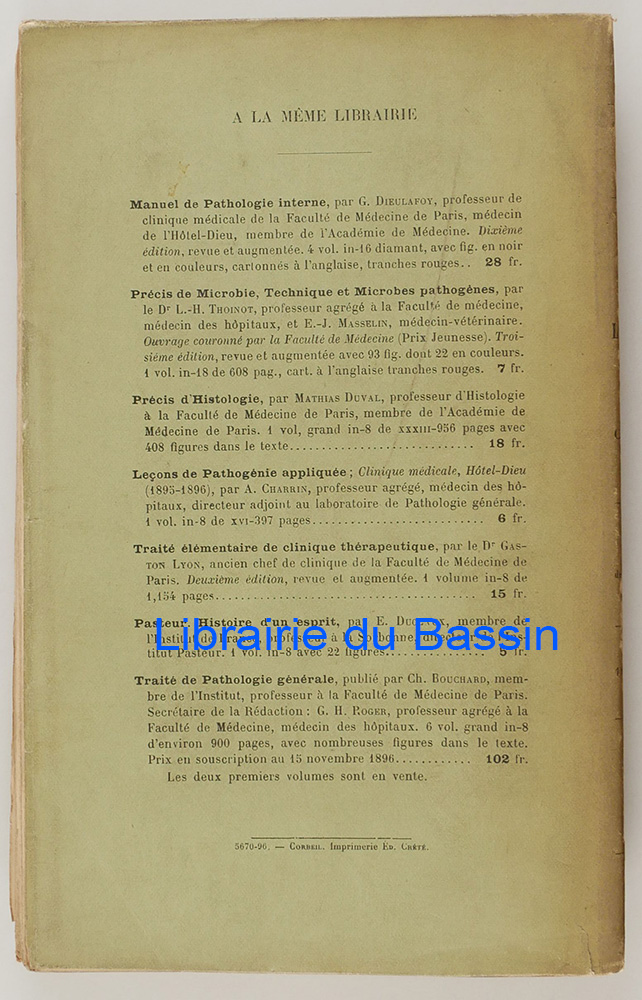 A LA MÊME LIBRAIRIE
Manuel de Pathologie interne, par G. DIEULAFOY, professeur de
clinique médicale de la Faculté de Médecine de Paris, médecin
de l'Hôtel-Dieu, membre de l'Académie de Médecine. Dixième
édition, revue et augmentée. 4 vol. in-16 diamant, avec fig. en noir
et en couleurs, cartonnés à l'anglaise, tranches rouges.. 28 fr.
Précis de Microbie, Technique et Microbes pathogènes, par
le Dr L.-H. THOINOT, professeur agrégé à la Faculté de médecine,
médecin des hôpitaux, et E.-J. MASSELIN, médecin-vétérinaire.
Ouvrage couronné par la Faculté de Médecine (Prix Jeunesse). Troi-
sième édition, revue et augmentée avec 93 fig. dont 22 en couleurs.
1 vol. in-18 de 608 pag., cart. à l'anglaise tranches rouges. 7 fr.
Précis d'Histologie, par MATHIAS DUVAL, professeur d'Histologie
à la Faculté de Médecine de Paris, membre de l'Académie de
Médecine de Paris. 1 vol, grand in-8 de XXXIII-956 pages avec
408 figures dans le texte............................ 18 fr.
Leçons de Pathogénie appliquée ; Clinique médicale, Hôtel-Dieu
(1895-1896), par A. CHARRIN, professeur agrégé, médecin des hô-
pitaux, directeur adjoint au laboratoire de Pathologie générale.
1 vol. in-8 de XVI-397 pages.......................... 6 fr.
Traité élémentaire de clinique thérapeutique, par le Dr GAS-
TON LYON, ancien chef de clinique de la Faculté de Médecine de
Paris. Deuxième édition, revue et augmentée. 1 volume in-8 de
1,154 pages....................................... 15 fr.
Pasteur, Histoire d'un esprit, par E. DUCLAUX, membre de
l'Institut de France, professeur à la Sorbonne, directeur de l'Ins-
titut Pasteur. 1 vol. in-8 avec 22 figures............... 5 fr.
Librairie du Bassin
Traité de Pathologie générale, publié par Ch. BOUCHARD, mem-
bre de l'Institut, professeur à la Faculté de Médecine de Paris.
Secrétaire de la Rédaction : G. H. ROGER, professeur agrégé à la
Faculté de Médecine, médecin des hôpitaux. 6 vol. grand in-8
d'environ 900 pages, avec nombreuses figures dans le texte.
Prix en souscription au 15 novembre 1896............ 102 fr.
Les deux premiers volumes sont en vente.
5670-96. — CORBEIL. Imprimerie ÉD. CRÉTÉ.